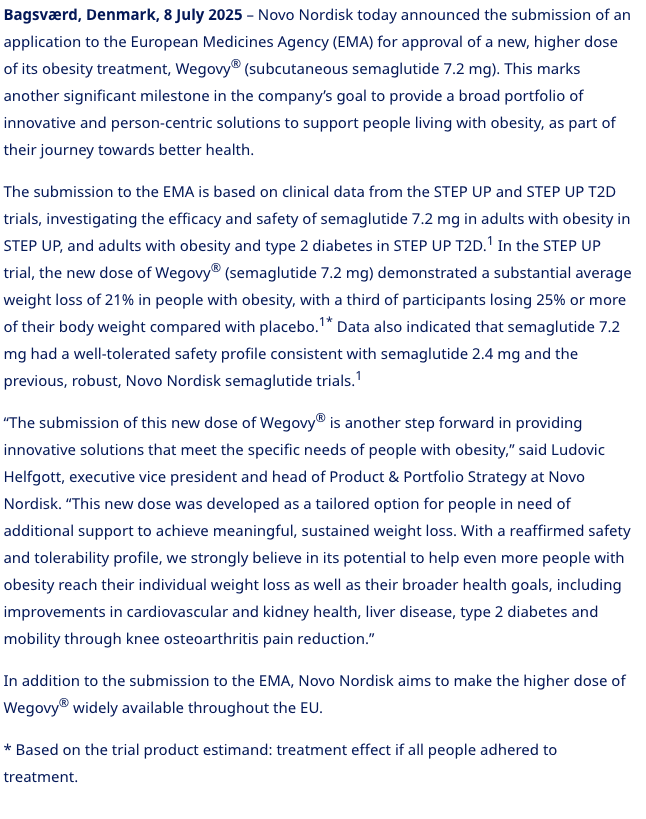 Bagsværd, Denmark, 8 July 2025 – Novo Nordisk today announced the submission of an
application to the European Medicines Agency (EMA) for approval of a new, higher dose
of its obesity treatment, Wegovy® (subcutaneous semaglutide 7.2 mg). This marks
another significant milestone in the company’s goal to provide a broad portfolio of
innovative and person-centric solutions to support people living with obesity, as part of
their journey towards better health.
The submission to the EMA is based on clinical data from the STEP UP and STEP UP T2D
trials, investigating the efficacy and safety of semaglutide 7.2 mg in adults with obesity in
STEP UP, and adults with obesity and type 2 diabetes in STEP UP T2D.1 In the STEP UP
trial, the new dose of Wegovy® (semaglutide 7.2 mg) demonstrated a substantial average
weight loss of 21% in people with obesity, with a third of participants losing 25% or more
of their body weight compared with placebo.1* Data also indicated that semaglutide 7.2
mg had a well-tolerated safety profile consistent with semaglutide 2.4 mg and the
previous, robust, Novo Nordisk semaglutide trials.1
“The submission of this new dose of Wegovy® is another step forward in providing
innovative solutions that meet the specific needs of people with obesity,” said Ludovic
Helfgott, executive vice president and head of Product & Portfolio Strategy at Novo
Nordisk. “This new dose was developed as a tailored option for people in need of
additional support to achieve meaningful, sustained weight loss. With a reaffirmed safety
and tolerability profile, we strongly believe in its potential to help even more people with
obesity reach their individual weight loss as well as their broader health goals, including
improvements in cardiovascular and kidney health, liver disease, type 2 diabetes and
mobility through knee osteoarthritis pain reduction.”
In addition to the submission to the EMA, Novo Nordisk aims to make the higher dose of
Wegovy® widely available throughout the EU.
* Based on the trial product estimand: treatment effect if all people adhered to
treatment.